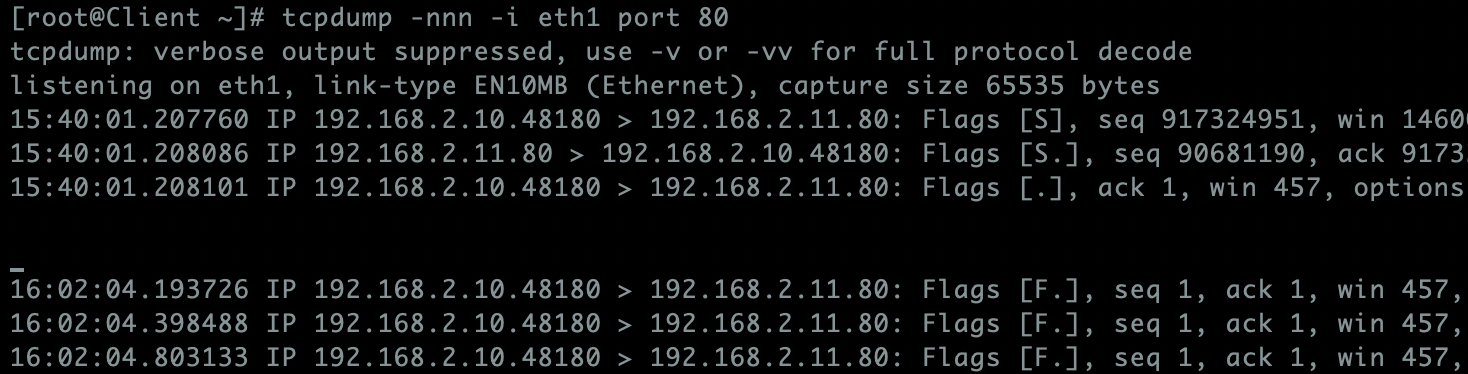 [root@Client ~]# tcpdump -nnn -i eth1 port 80
tcpdump: verbose output suppressed, use -v or -vv for full protocol decode
listening on eth1, link-type EN10MB (Ethernet), capture size 65535 bytes
15:40:01.207760 IP 192.168.2.10.48180 > 192.168.2.11.80: Flags [S], seq 917324951, win 14600
15:40:01.208086 IP 192.168.2.11.80 > 192.168.2.10.48180: Flags [S.], seq 90681190, ack 9173
15:40:01.208101 IP 192.168.2.10.48180 > 192.168.2.11.80: Flags [.], ack 1, win 457, options
16:02:04.193726 IP 192.168.2.10.48180 > 192.168.2.11.80: Flags [F.], seq 1, ack 1, win 457,
16:02:04.398488 IP 192.168.2.10.48180 > 192.168.2.11.80: Flags [F.], seq 1, ack 1, win 457,
16:02:04.803133 IP 192.168.2.10.48180 > 192.168.2.11.80: Flags [F.], seq 1, ack 1, win 457,